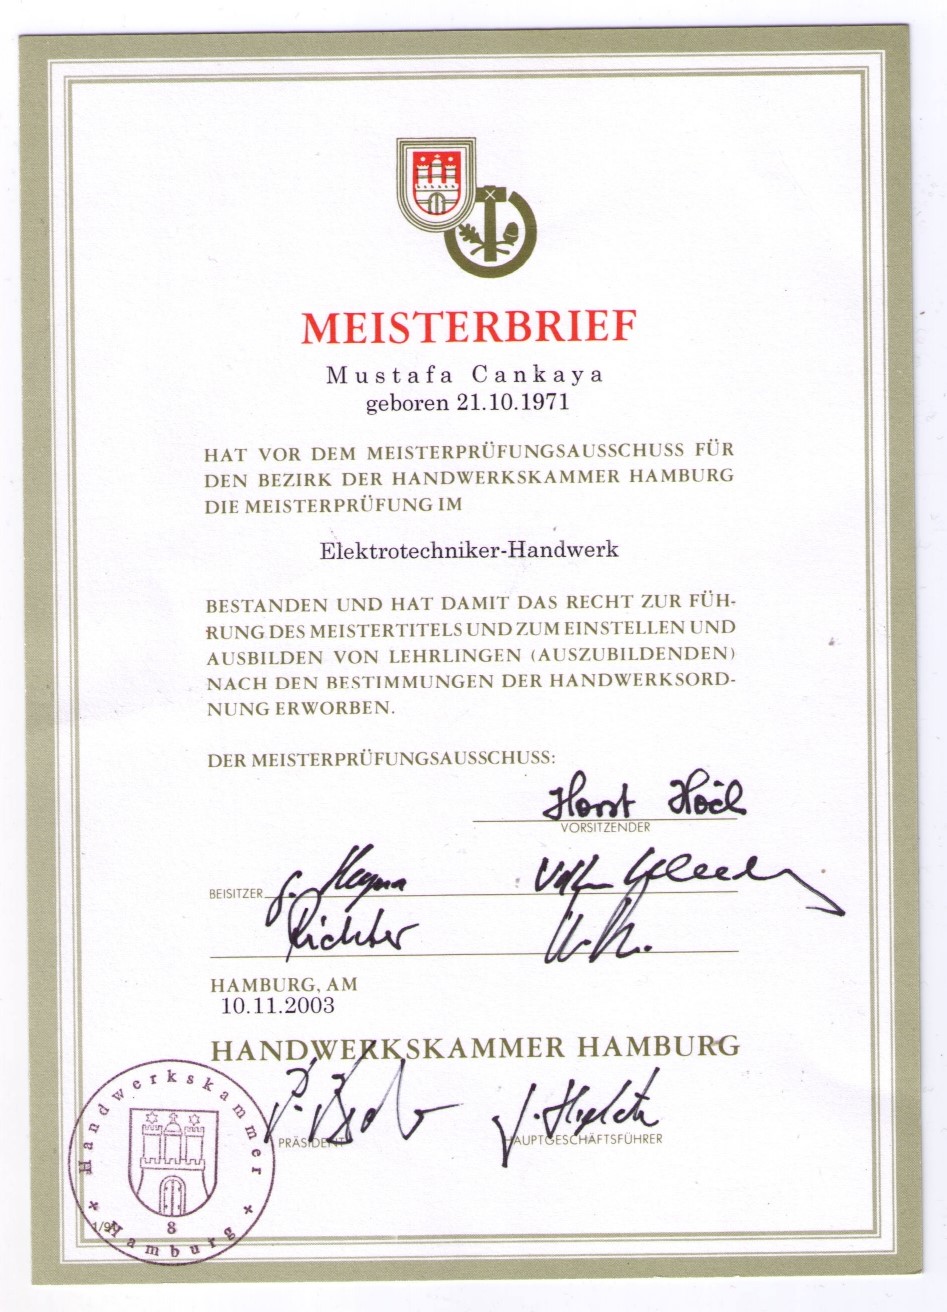 MEISTERBRIEF
Mustafa Cankaya
geboren 21.10.1971
HAT VOR DEM MEISTERPRÜFUNGSAUSSCHUSS FÜR
DEN BEZIRK DER HANDWERKSKAMMER HAMBURG
DIE MEISTERPRÜFUNG IM
Elektrotechniker-Handwerk
BESTANDEN UND HAT DAMIT DAS RECHT ZUR FÜH-
RUNG DES MEISTERTITELS UND ZUM EINSTELLEN UND
AUSBILDEN VON LEHRLINGEN (AUSZUBILDENDEN)
NACH DEN BESTIMMUNGEN DER HANDWERKSORD-
NUNG ERWORBEN.
DER MEISTERPRÜFUNGSAUSSCHUSS:
Horst
VORSITZENDER
BEISITZER
Richter
HAMBURG, AM
10.11.2003
HANDWERKSKAMMER HAMBURG
PRÄSIDENT
HAUPTGESCHÄFTSFÜHRER
Handwerkskammer
8
Hamburg